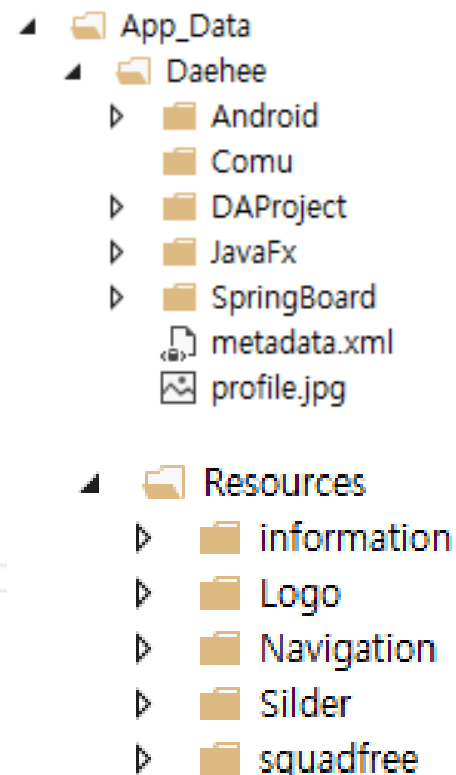 App_Data
Daehee
Android
Comu
DAProject
JavaFx
SpringBoard
metadata.xml
profile.jpg
Resources
information
Logo
Navigation
Silder
squadfree